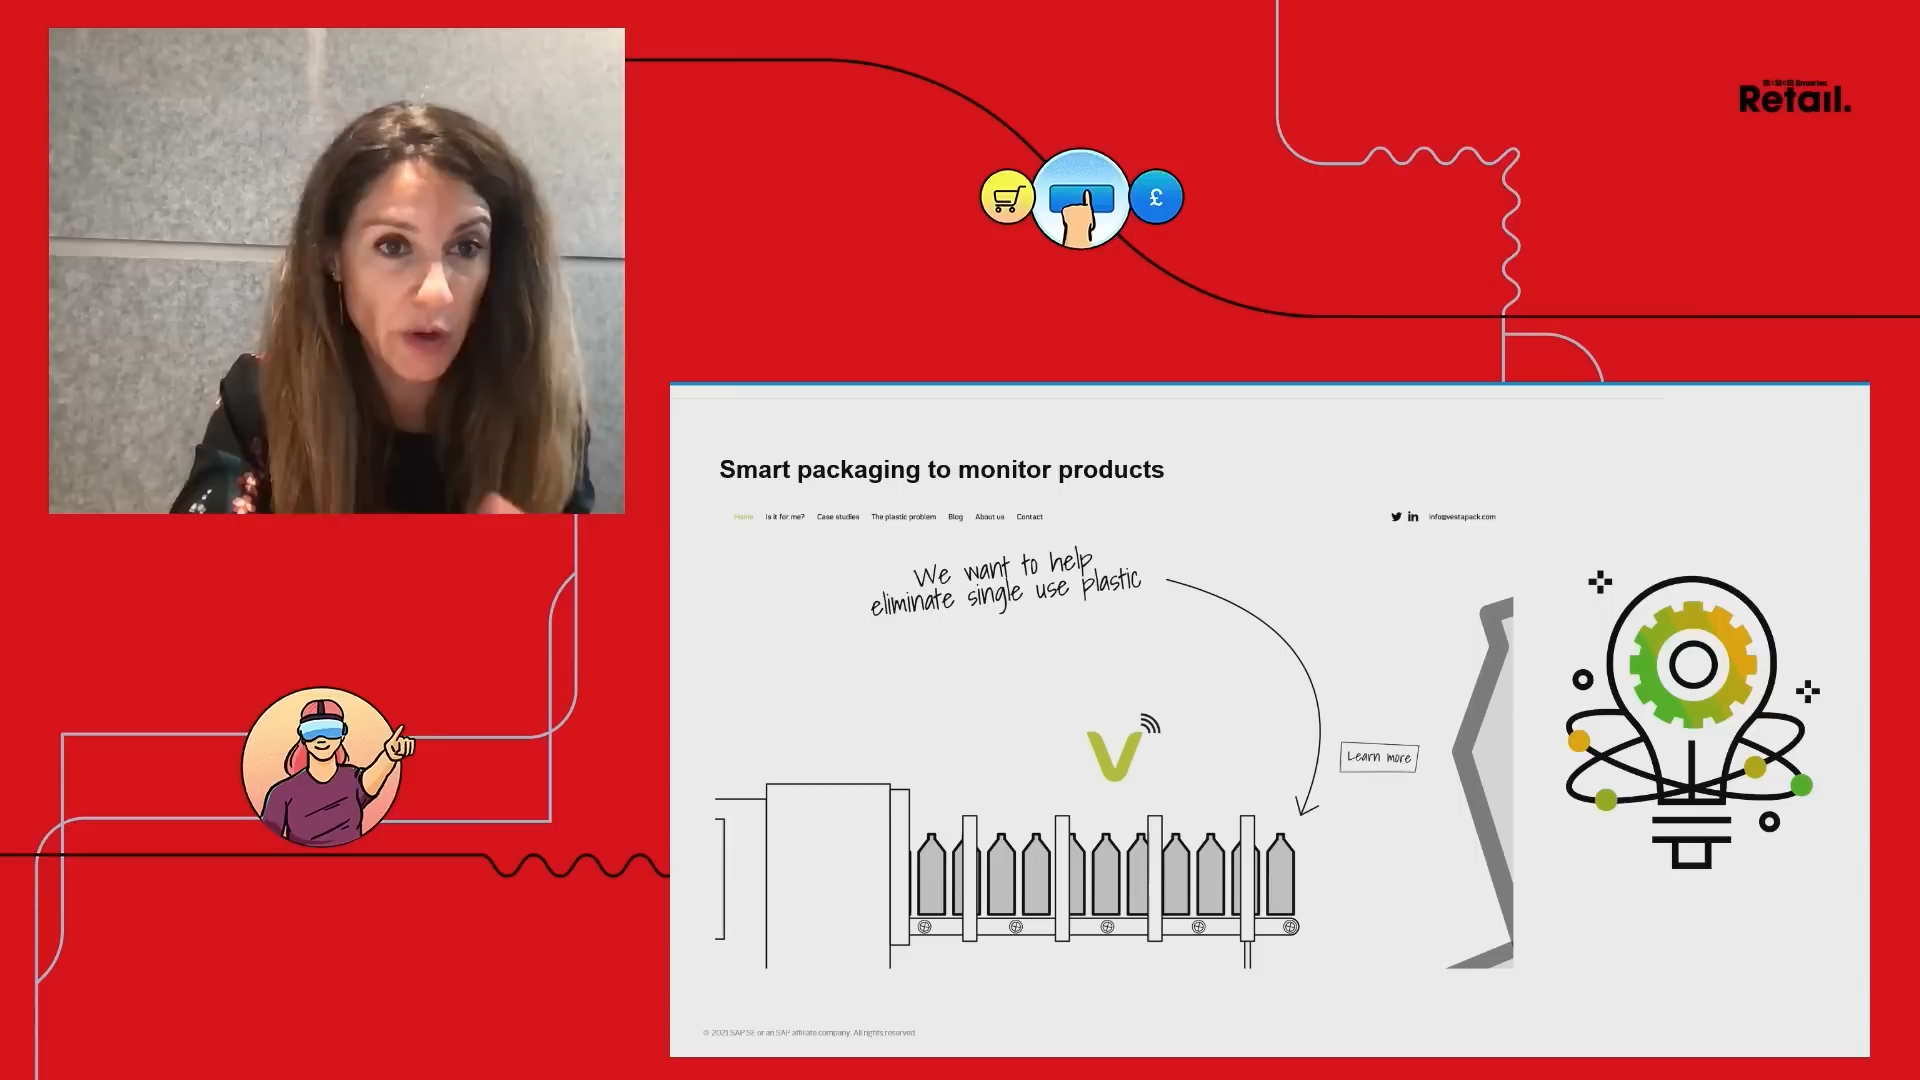 Smarter
Retail.
£
Smart packaging to monitor products
Home Is it for me? Case studies The plastic problem Blog About us Contact
in info@vestapack.com
We want to help
eliminate single use plastic
V
Learn more
© 2021 SAP SE or an SAP affiliate company. All rights reserved.